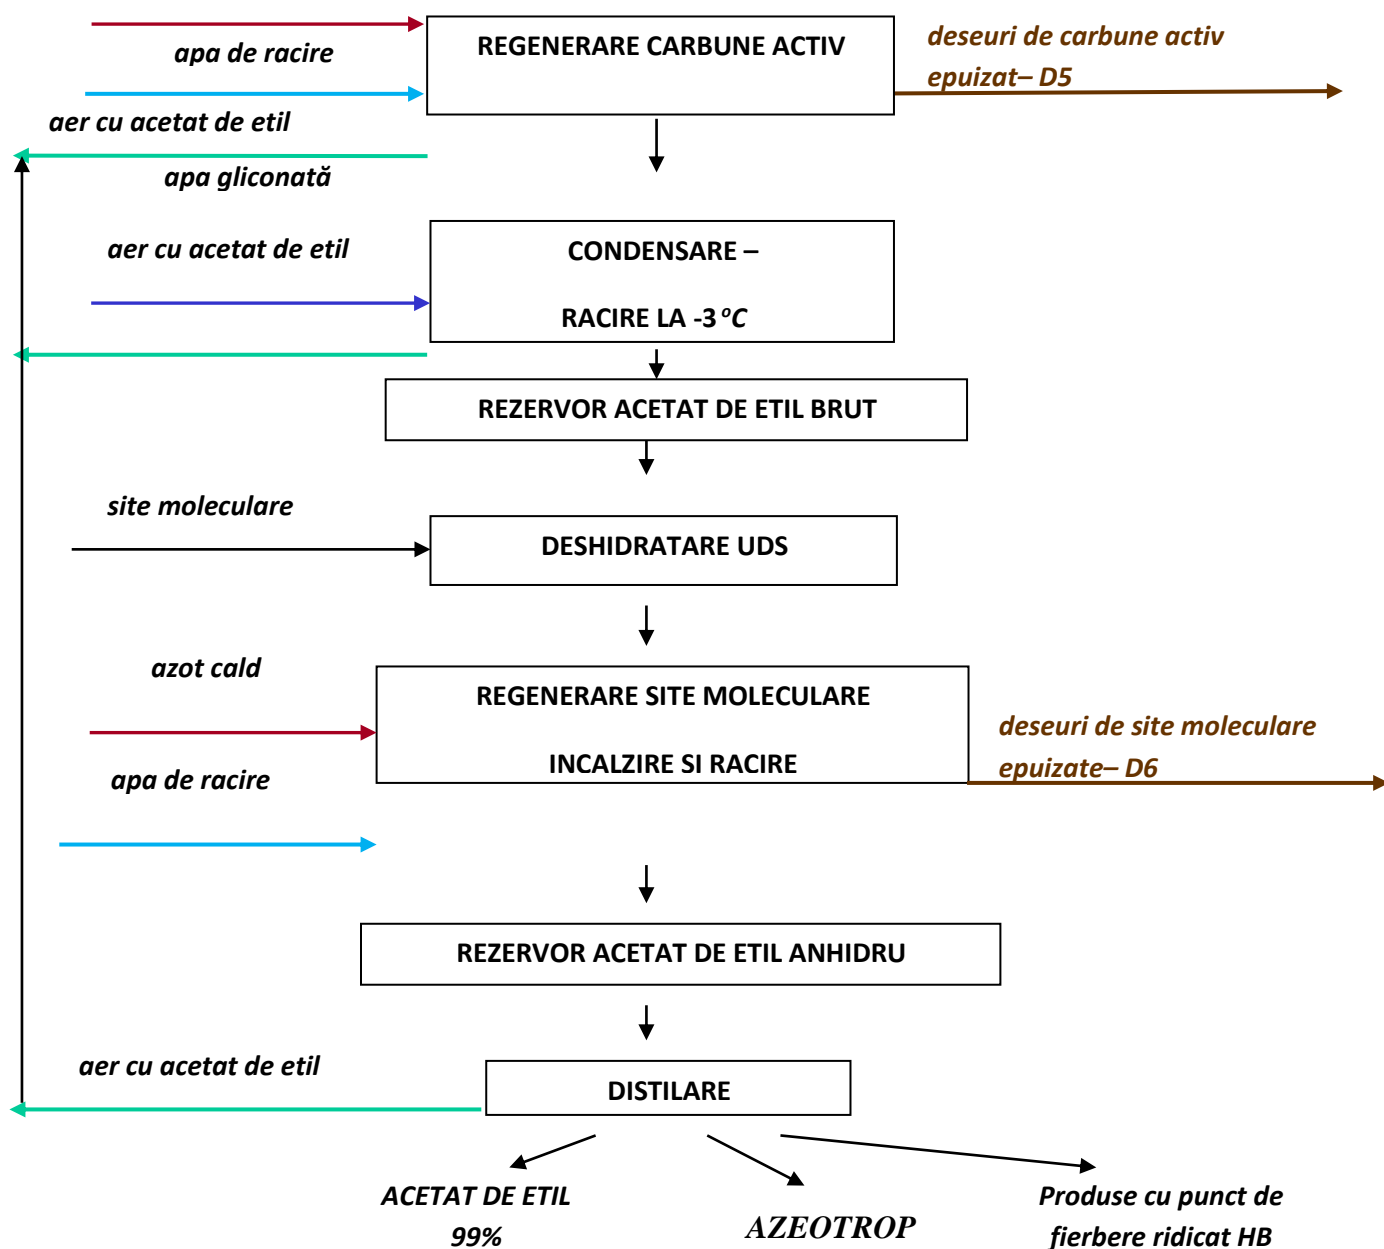 REGENERARE CARBUNE ACTIV
apa de racire
deseuri de carbune activ
epuizat– D5
aer cu acetat de etil
apa gliconată
aer cu acetat de etil
CONDENSARE –
RACIRE LA -3 ºC
REZERVOR ACETAT DE ETIL BRUT
site moleculare
DESHIDRATARE UDS
azot cald
REGENERARE SITE MOLECULARE
INCALZIRE SI RACIRE
deseuri de site moleculare
epuizate– D6
apa de racire
REZERVOR ACETAT DE ETIL ANHIDRU
aer cu acetat de etil
DISTILARE
ACETAT DE ETIL
99%
AZEOTROP
Produse cu punct de
fierbere ridicat HB